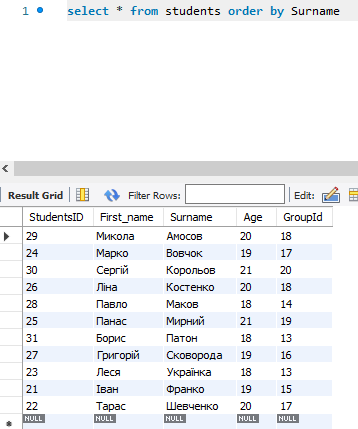 1 select * from students order by Surname
Result Grid Filter Rows: Edit:
StudentsID First_name Surname Age GroupId
29 Микола Амосов 20 18
24 Марко Вовчок 19 17
30 Сергій Корольов 21 20
26 Ліна Костенко 20 18
28 Павло Маков 18 14
25 Панас Мирний 21 19
31 Борис Патон 18 13
27 Григорій Сковорода 19 16
23 Леся Українка 18 13
21 Іван Франко 19 15
22 Тарас Шевченко 20 17
NULL NULL NULL NULL NULL